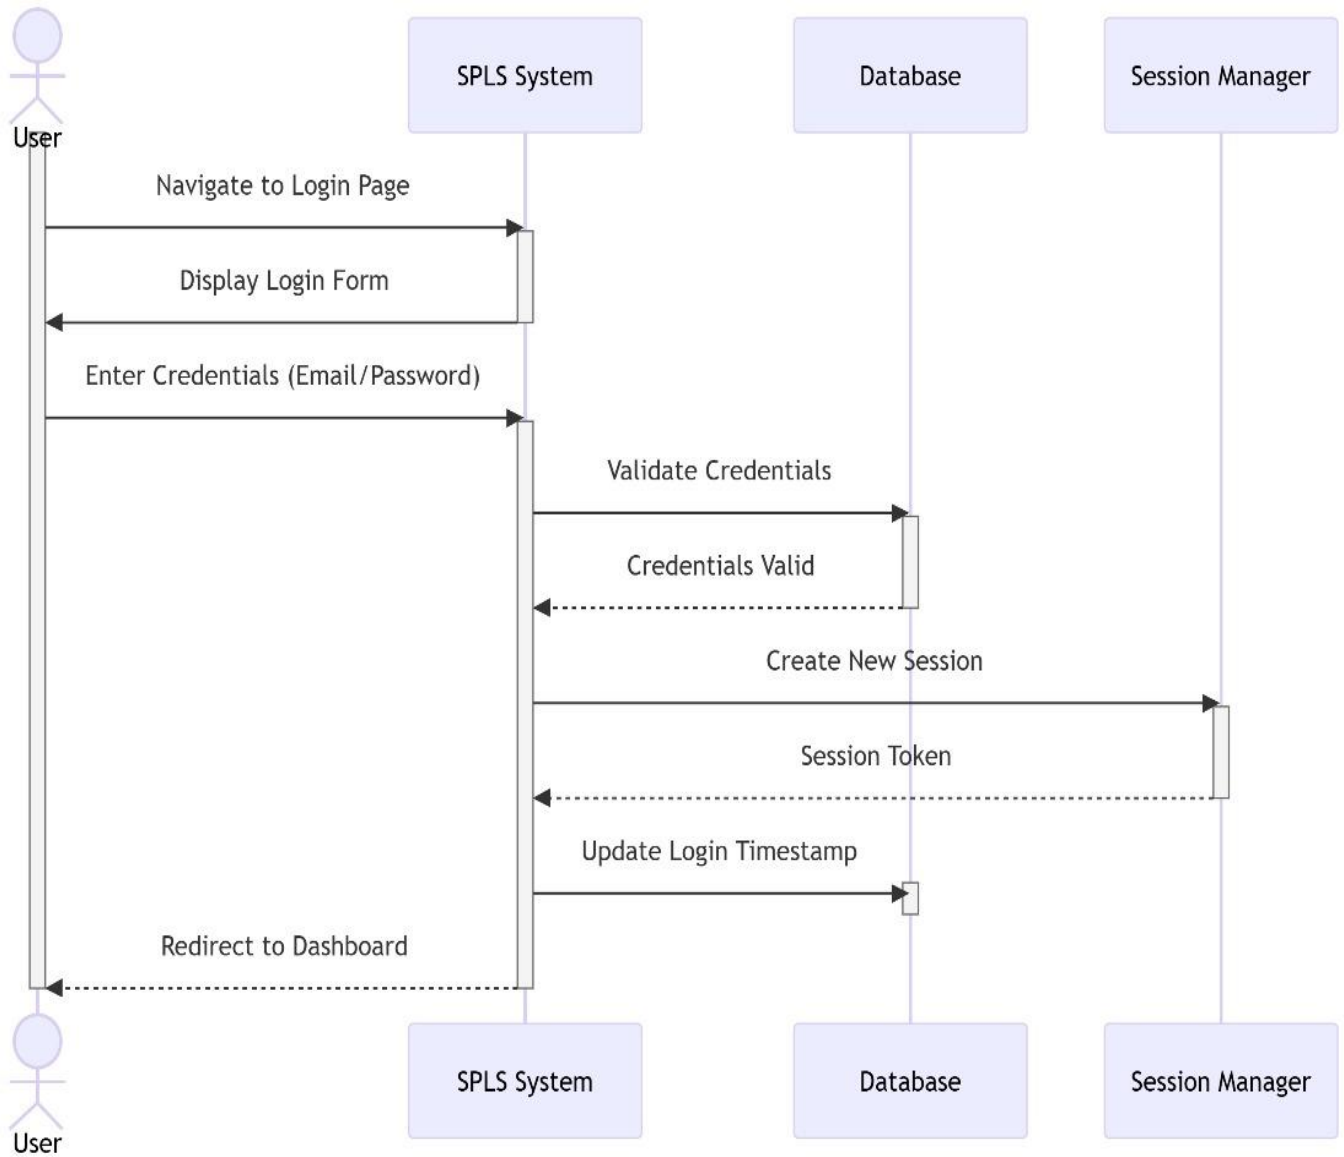 SPLS System
Database
Session Manager
User
Navigate to Login Page
Display Login Form
Enter Credentials (Email/Password)
Validate Credentials
Credentials Valid
Create New Session
Session Token
Update Login Timestamp
Redirect to Dashboard
SPLS System
Database
Session Manager
User